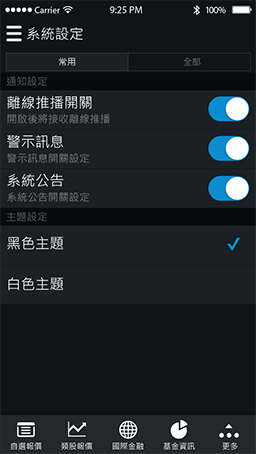 Carrier 9:25 PM 100%
系統設定
常用 全部
通知設定
離線推播開關
開啟後將接收離線推播
警示訊息
警示訊息開關設定
系統公告
系統公告開關設定
主題設定
黑色主題
白色主題
自選報價 類股報價 國際金融 基金資訊 更多